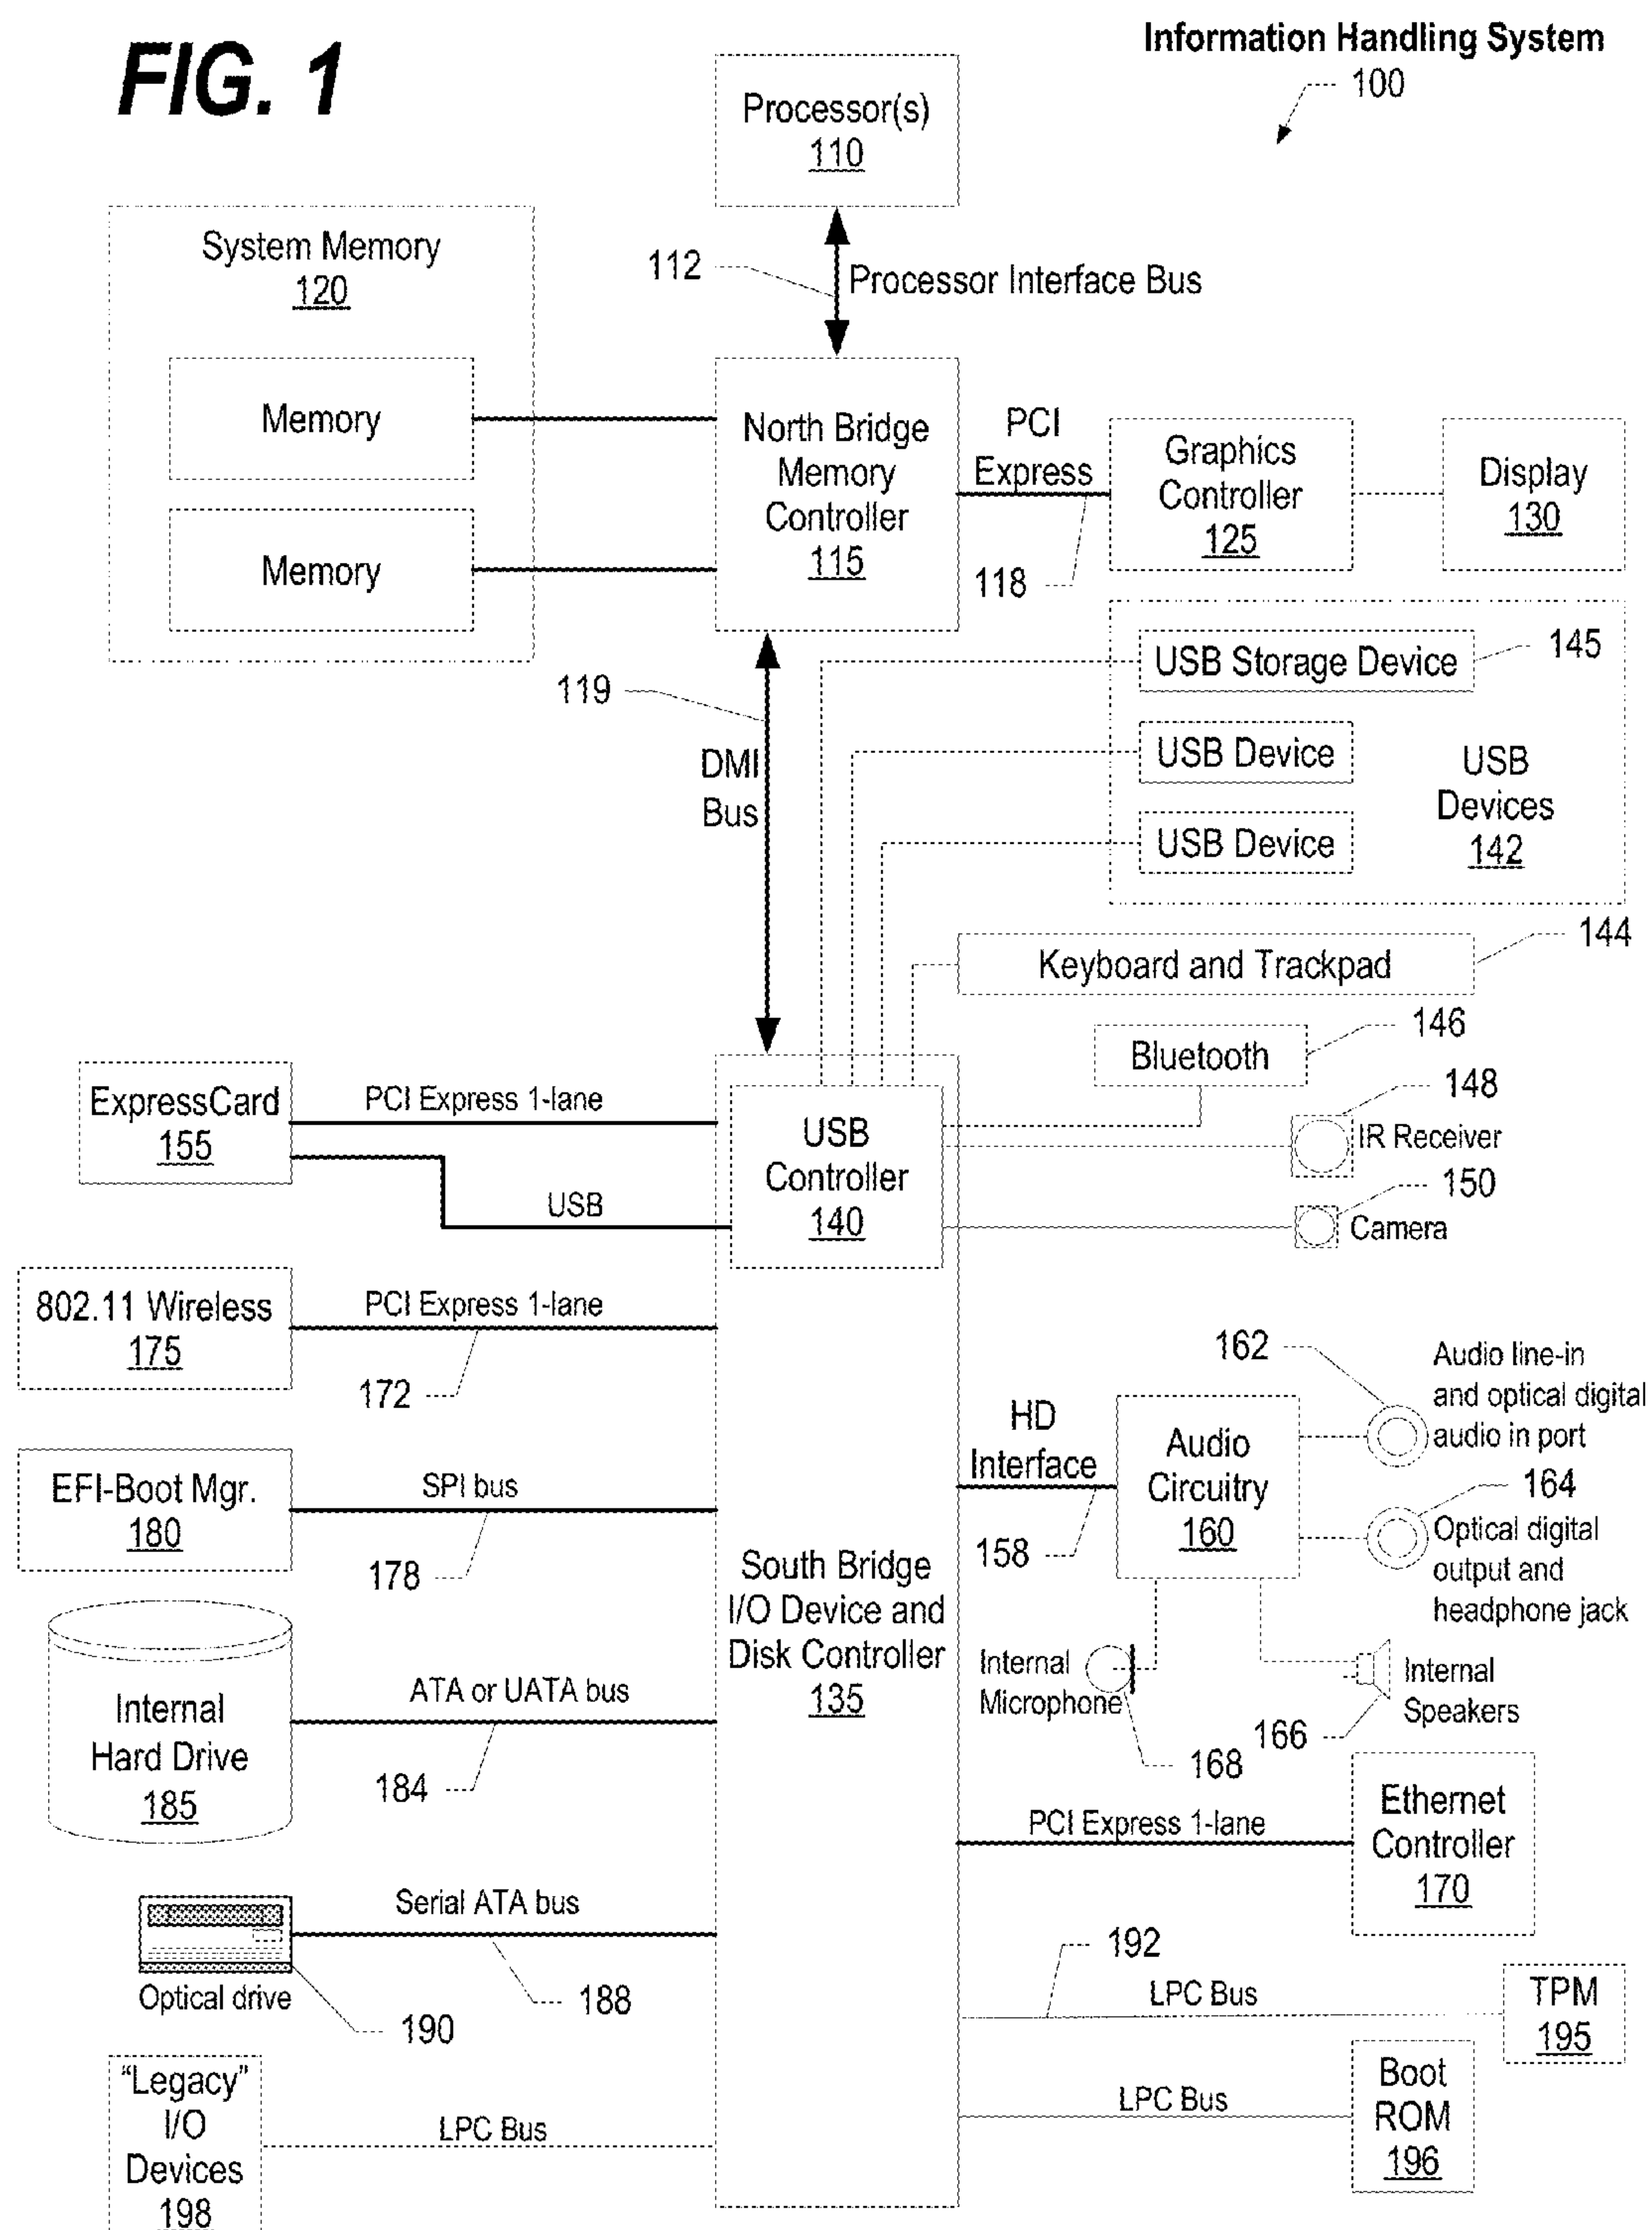 FIG. 1
Information Handling System
100
Processor(s)
110
System Memory
120
112
Processor Interface Bus
Memory
Memory
North Bridge
Memory
Controller
115
PCI
Express
118
Graphics
Controller
125
Display
130
119
DMI
Bus
USB Storage Device
145
USB Device
USB Device
USB
Devices
142
Keyboard and Trackpad
144
Bluetooth
146
148
IR Receiver
150
Camera
ExpressCard
155
PCI Express 1-lane
USB
USB
Controller
140
802.11 Wireless
175
PCI Express 1-lane
172
EFI-Boot Mgr.
180
SPI bus
178
South Bridge
I/O Device and
Disk Controller
135
HD
Interface
158
Audio
Circuitry
160
162
Audio line-in
and optical digital
audio in port
164
Optical digital
output and
headphone jack
Internal
Microphone
168
166
Internal
Speakers
Internal
Hard Drive
185
ATA or UATA bus
184
PCI Express 1-lane
Ethernet
Controller
170
Serial ATA bus
188
Optical drive
190
192
LPC Bus
TPM
195
"Legacy"
I/O
Devices
198
LPC Bus
LPC Bus
Boot
ROM
196